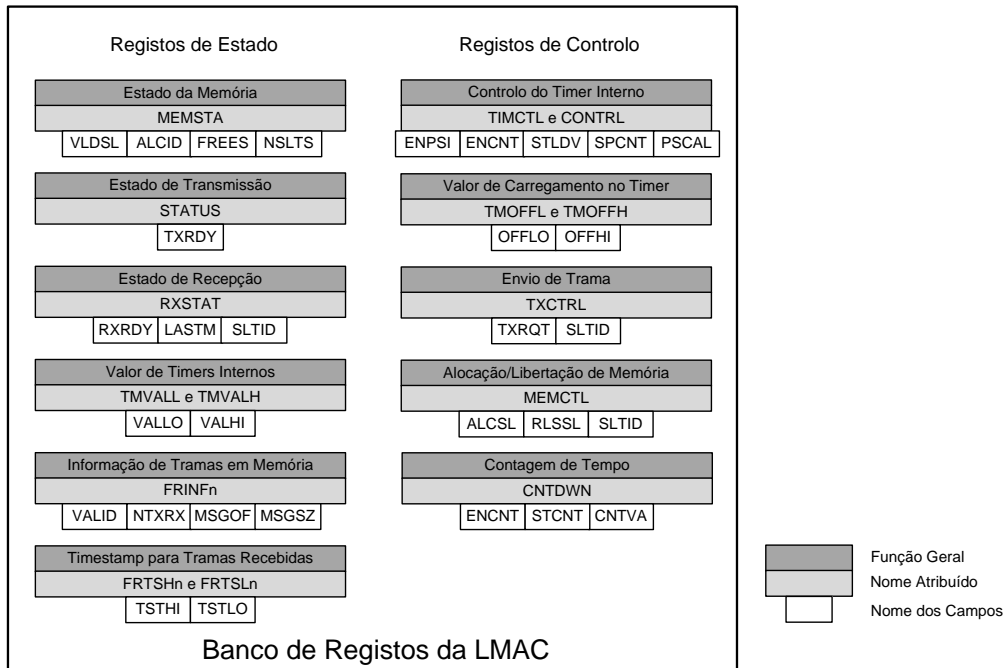 Registos de Estado
Estado da Memória
MEMSTA
VLDSL ALCID FREES NSLTS
Estado de Transmissão
STATUS
TXRDY
Estado de Recepção
RXSTAT
RXRDY LASTM SLTID
Valor de Timers Internos
TMVALL e TMVALH
VALLO VALHI
Informação de Tramas em Memória
FRINFn
VALID NTXRX MSGOF MSGSZ
Timestamp para Tramas Recebidas
FRTSHn e FRTSLn
TSTHI TSTLO
Registos de Controlo
Controlo do Timer Interno
TIMCTL e CONTRL
ENPSI ENCNT STLDV SPCNT PSCAL
Valor de Carregamento no Timer
TMOFFL e TMOFFH
OFFLO OFFHI
Envio de Trama
TXCTRL
TXRQT SLTID
Alocação/Libertação de Memória
MEMCTL
ALCSL RLSSL SLTID
Contagem de Tempo
CNTDWN
ENCNT STCNT CNTVA
Banco de Registos da LMAC
Função Geral
Nome Atribuído
Nome dos Campos